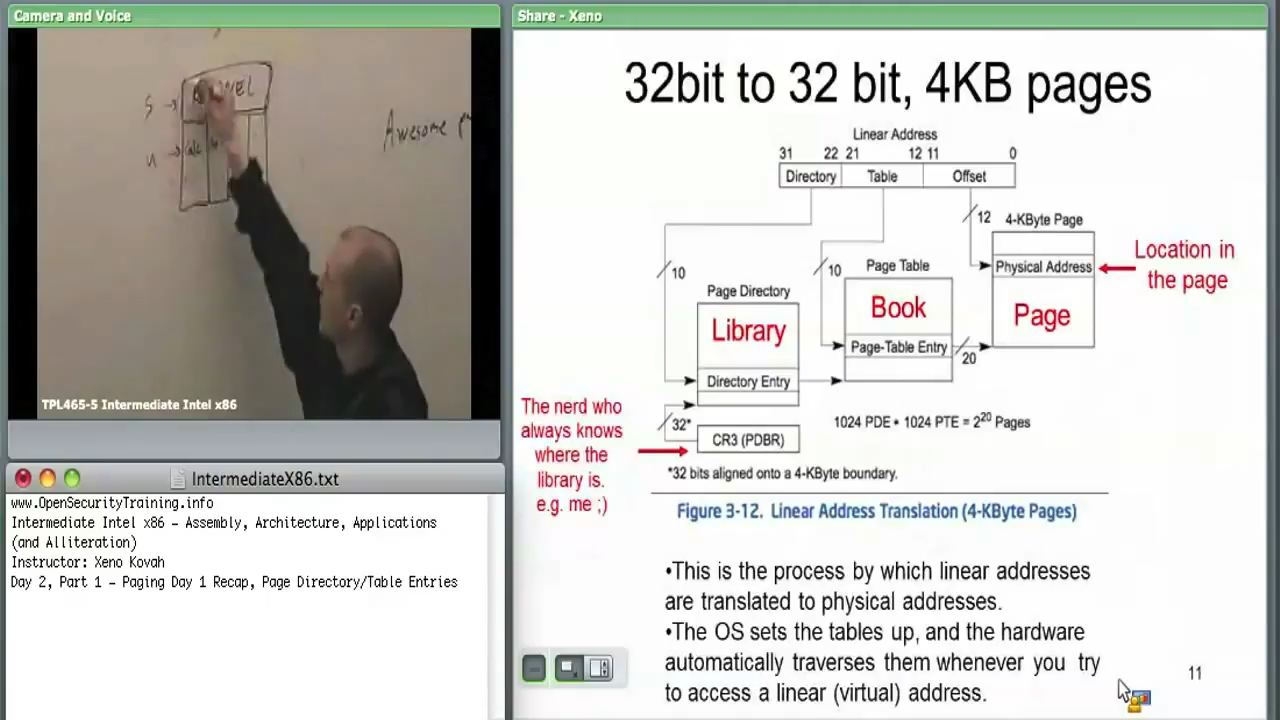 Camera and Voice
S
u
calc
Awesome
TPL465-5 Intermediate Intel x86
IntermediateX86.txt
www.OpenSecurityTraining.info
Intermediate Intel x86 – Assembly, Architecture, Applications
(and Alliteration)
Instructor: Xeno Kovah
Day 2, Part 1 – Paging Day 1 Recap, Page Directory/Table Entries
Share - Xeno
32bit to 32 bit, 4KB pages
Linear Address
31 22 21 12 11 0
Directory Table Offset
12 4-KByte Page
Physical Address
Location in
the page
10 10 Page Table
Page Directory
Book
Page
Library
Page-Table Entry
20
Directory Entry
The nerd who
always knows
where the
library is.
e.g. me ;)
32*
1024 PDE * 1024 PTE = 2^20 Pages
CR3 (PDBR)
*32 bits aligned onto a 4-KByte boundary.
Figure 3-12. Linear Address Translation (4-KByte Pages)
•This is the process by which linear addresses
are translated to physical addresses.
•The OS sets the tables up, and the hardware
automatically traverses them whenever you try
to access a linear (virtual) address.
11